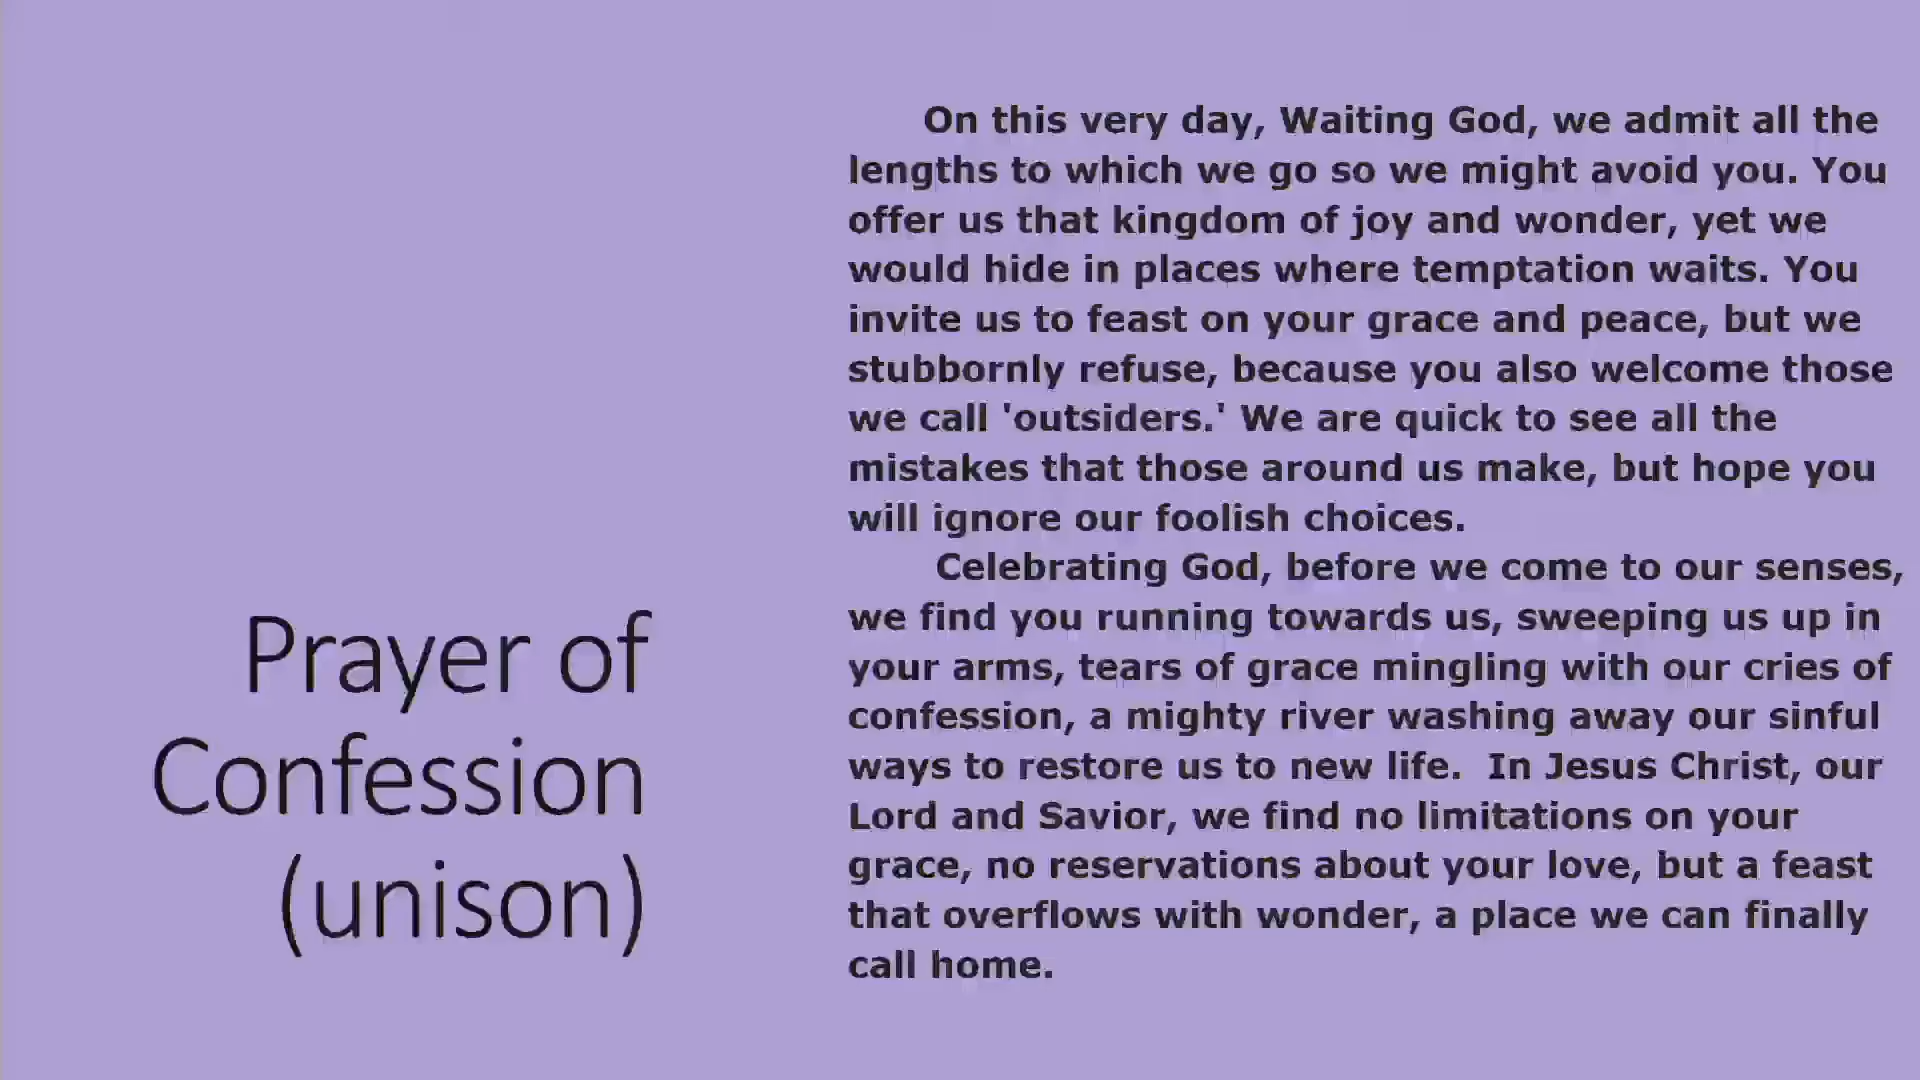 Prayer of
Confession
(unison)
On this very day, Waiting God, we admit all the
lengths to which we go so we might avoid you. You
offer us that kingdom of joy and wonder, yet we
would hide in places where temptation waits. You
invite us to feast on your grace and peace, but we
stubbornly refuse, because you also welcome those
we call 'outsiders.' We are quick to see all the
mistakes that those around us make, but hope you
will ignore our foolish choices.
Celebrating God, before we come to our senses,
we find you running towards us, sweeping us up in
your arms, tears of grace mingling with our cries of
confession, a mighty river washing away our sinful
ways to restore us to new life.  In Jesus Christ, our
Lord and Savior, we find no limitations on your
grace, no reservations about your love, but a feast
that overflows with wonder, a place we can finally
call home.